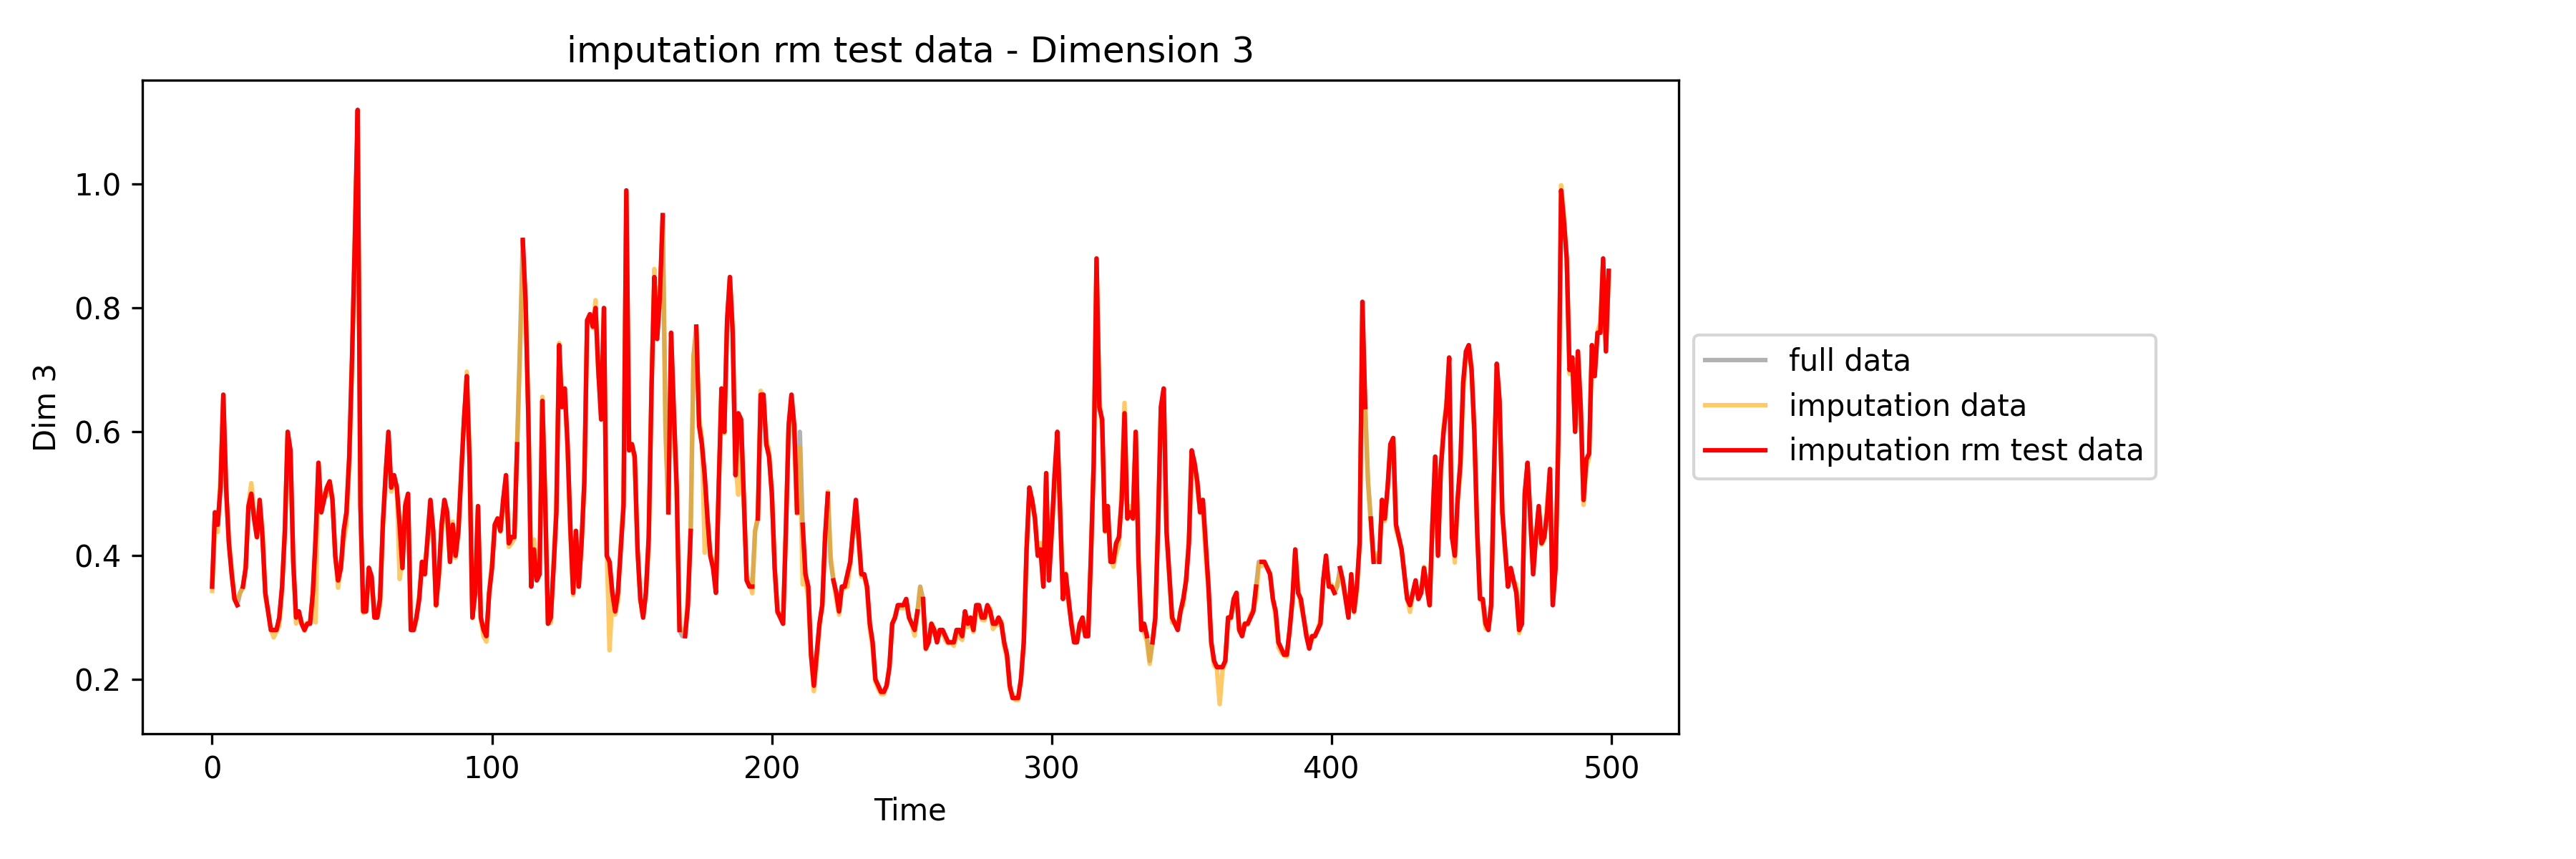 imputation rm test data - Dimension 3
1.0
0.8
0.6
0.4
0.2
Dim 3
0 100 200 300 400 500
Time
full data
imputation data
imputation rm test data